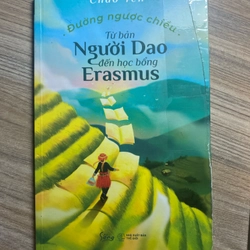 Đường ngược chiều
Từ bản
Người Dao
đến học bổng
Erasmus